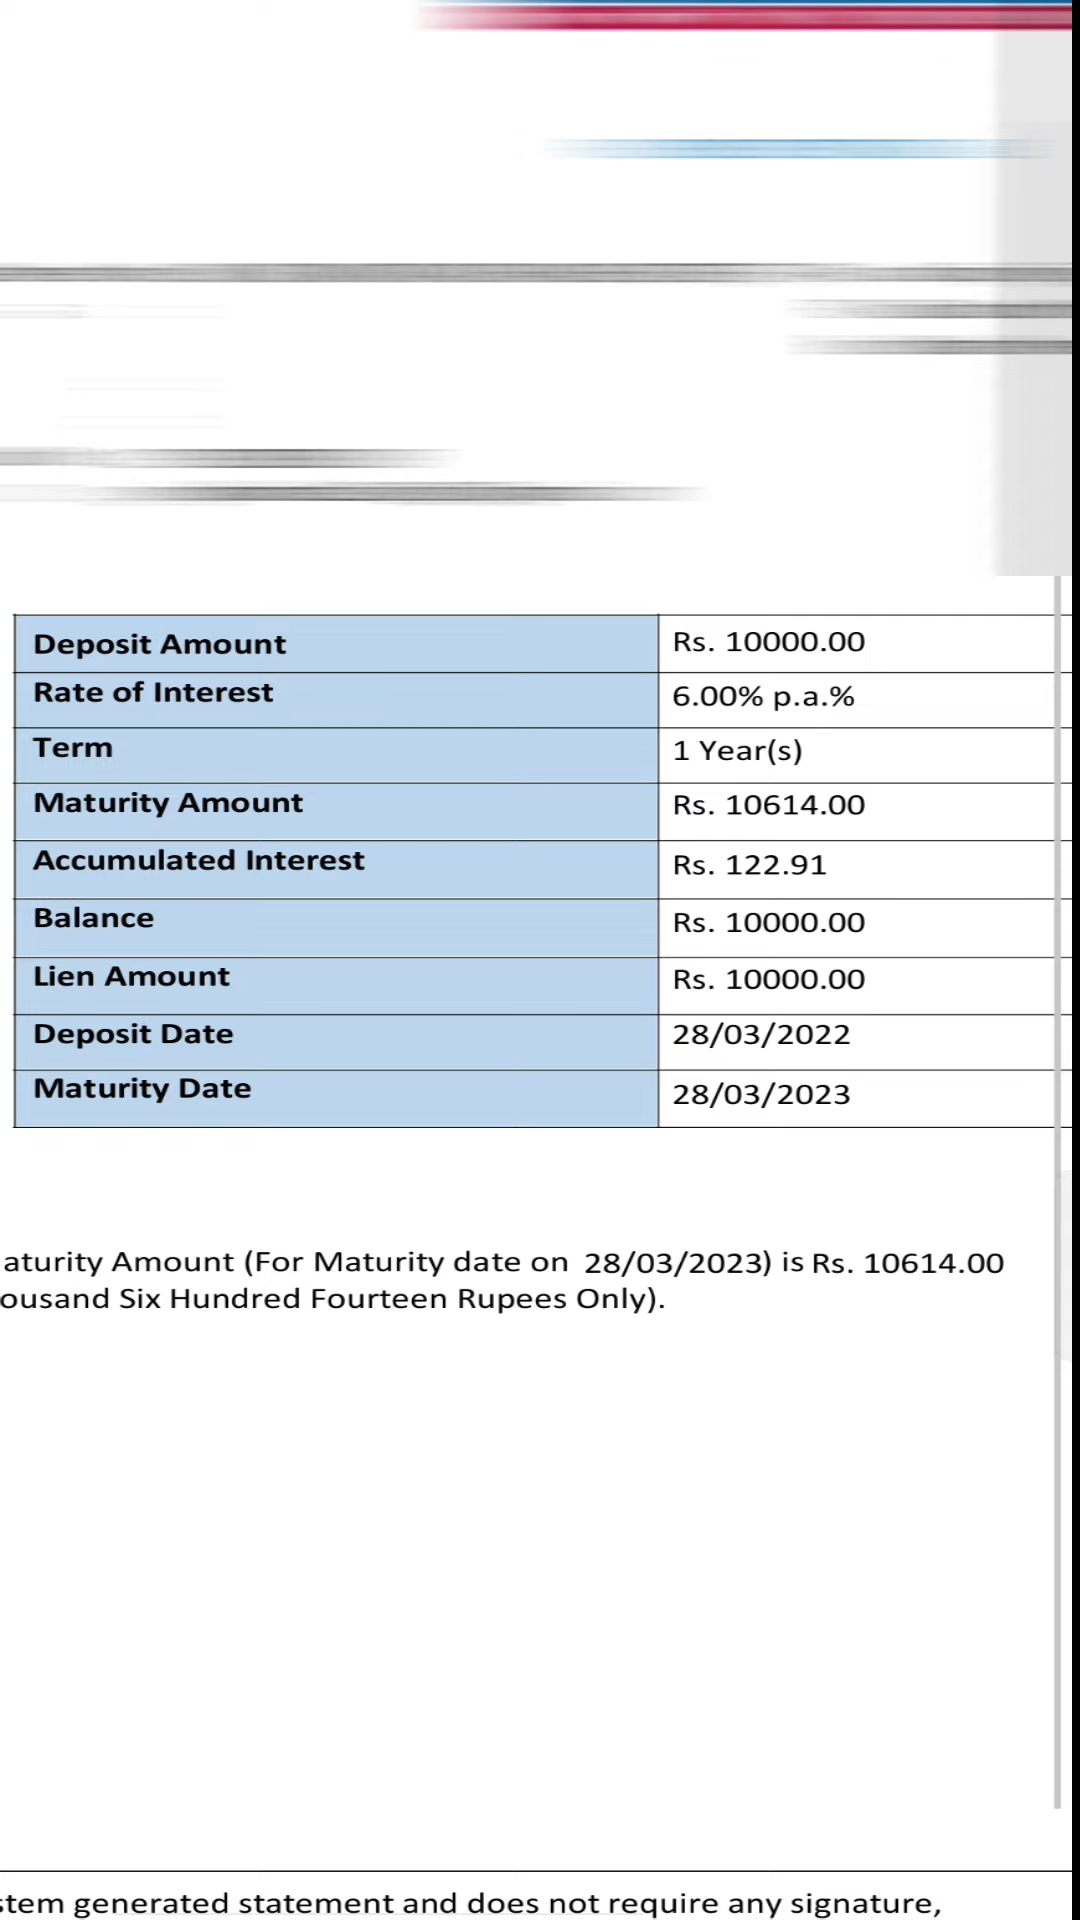 Deposit Amount Rs. 10000.00
Rate of Interest 6.00% p.a.%
Term 1 Year(s)
Maturity Amount Rs. 10614.00
Accumulated Interest Rs. 122.91
Balance Rs. 10000.00
Lien Amount Rs. 10000.00
Deposit Date 28/03/2022
Maturity Date 28/03/2023
aturity Amount (For Maturity date on 28/03/2023) is Rs. 10614.00
ousand Six Hundred Fourteen Rupees Only).
stem generated statement and does not require any signature,